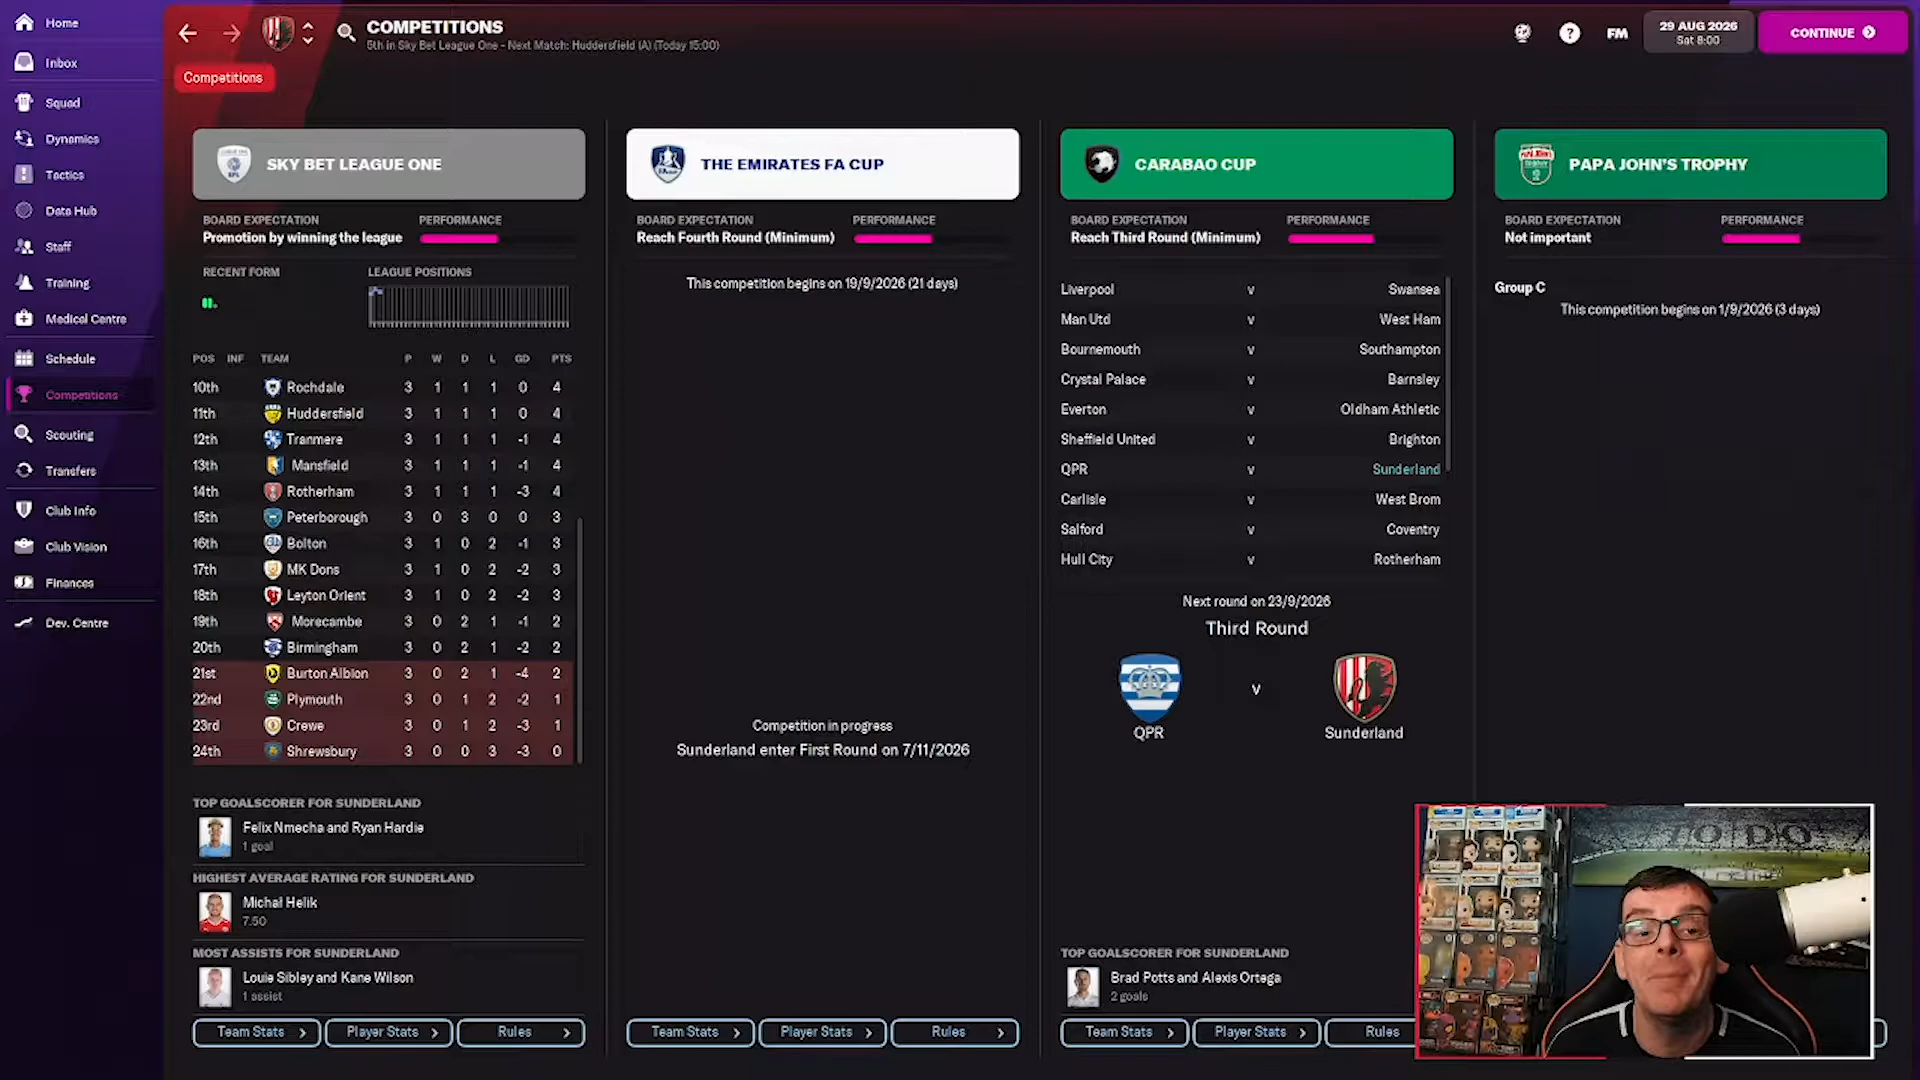 Home
Inbox
Squad
Dynamics
Tactics
Data Hub
Staff
Training
Medical Centre
Schedule
Competitions
Scouting
Transfers
Club Info
Club Vision
Finances
Dev. Centre
COMPETITIONS
5th in Sky Bet League One - Next Match: Huddersfield (A) (Today 15:00)
FM
29 AUG 2026
Sat 8:00
CONTINUE
Competitions
SKY BET LEAGUE ONE
BOARD EXPECTATION PERFORMANCE
Promotion by winning the league
RECENT FORM LEAGUE POSITIONS
POS INF TEAM P W D L GD PTS
10th Rochdale 3 1 1 1 0 4
11th Huddersfield 3 1 1 1 0 4
12th Tranmere 3 1 1 1 -1 4
13th Mansfield 3 1 1 1 -1 4
14th Rotherham 3 1 1 1 -3 4
15th Peterborough 3 0 3 0 0 3
16th Bolton 3 1 0 2 -1 3
17th MK Dons 3 1 0 2 -2 3
18th Leyton Orient 3 1 0 2 -2 3
19th Morecambe 3 0 2 1 -1 2
20th Birmingham 3 0 2 1 -2 2
21st Burton Albion 3 0 2 1 -4 2
22nd Plymouth 3 0 1 2 -2 1
23rd Crewe 3 0 1 2 -3 1
24th Shrewsbury 3 0 0 3 -3 0
TOP GOALSCORER FOR SUNDERLAND
Felix Nmecha and Ryan Hardie
1 goal
HIGHEST AVERAGE RATING FOR SUNDERLAND
Michal Helik
7.50
MOST ASSISTS FOR SUNDERLAND
Louie Sibley and Kane Wilson
1 assist
Team Stats Player Stats Rules
THE EMIRATES FA CUP
BOARD EXPECTATION PERFORMANCE
Reach Fourth Round (Minimum)
This competition begins on 19/9/2026 (21 days)
Competition in progress
Sunderland enter First Round on 7/11/2026
Team Stats Player Stats Rules
CARABAO CUP
BOARD EXPECTATION PERFORMANCE
Reach Third Round (Minimum)
Liverpool v Swansea
Man Utd v West Ham
Bournemouth v Southampton
Crystal Palace v Barnsley
Everton v Oldham Athletic
Sheffield United v Brighton
QPR v Sunderland
Carlisle v West Brom
Salford v Coventry
Hull City v Rotherham
Next round on 23/9/2026
Third Round
v
QPR Sunderland
TOP GOALSCORER FOR SUNDERLAND
Brad Potts and Alexis Ortega
2 goals
Team Stats Player Stats Rules
PAPA JOHN'S TROPHY
BOARD EXPECTATION PERFORMANCE
Not important
Group C
This competition begins on 1/9/2026 (3 days)